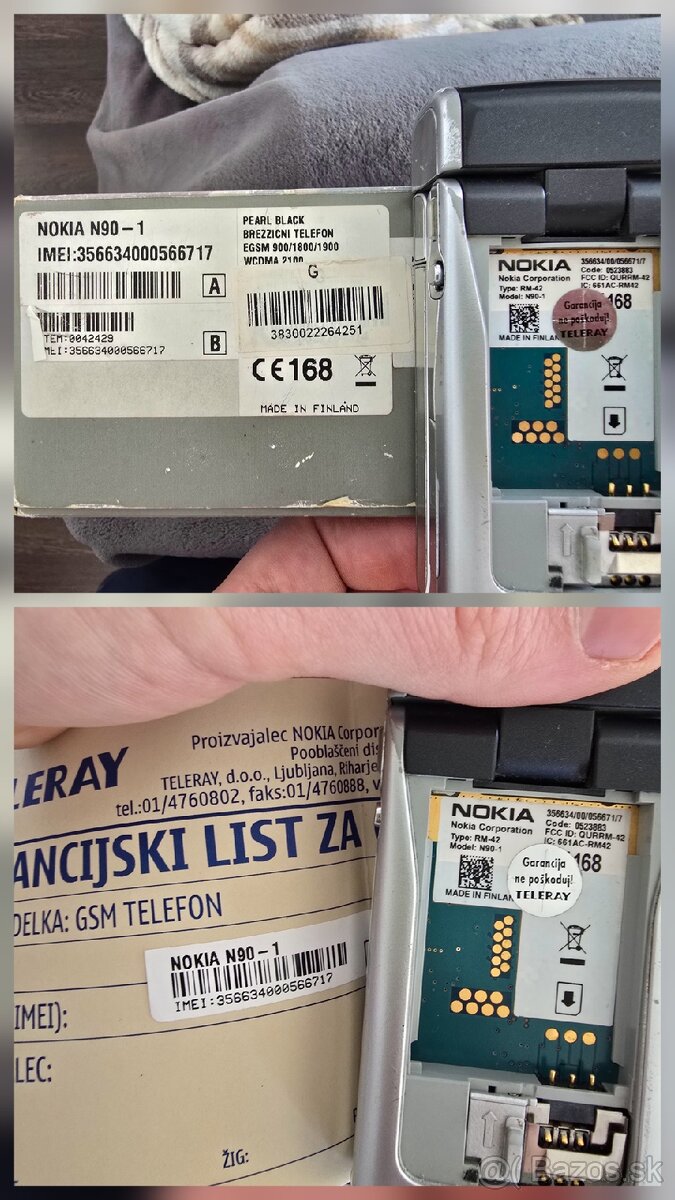 NOKIA N90-1
IMEI:356634000566717
A
TEM:0042429
MEI:356634000566717
B
PEARL BLACK
BREZZICNI TELEFON
EGSM 900/1800/1900
WCDMA 2100
G
3830022264251
CE168
MADE IN FINLAND
NOKIA
356634/00/056671/7
Nokia Corporation
Code: 0523883
Type: RM-42
FCC ID: QURRM-42
Model: N90-1
IC: 661AC-RM42
168
MADE IN FINLAN
Garancija
ne poškoduj!
TELERAY
LERAY
Proizvajalec NOKIA Corpor
Pooblaščeni dis
TELERAY, d.o.o., Ljubljana, Riharje
tel.:01/4760802, faks:01/4760888, v
ANCIJSKI LIST ZA
DELKA: GSM TELEFON
NOKIA N90-1
IMEI:356634000566717
IMEI):
LEC:
ŽIG:
NOKIA
356634/00/056671/7
Nokia Corporation
Code: 0523883
Type: RM-42
FCC ID: QURRM-42
Model: N90-1
IC: 661AC-RM42
168
MADE IN FINLAN
Garancija
ne poškoduj!
TELERAY
@( Bazos.sk